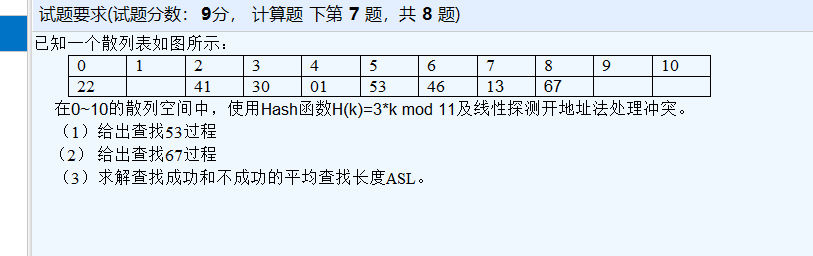 试题要求(试题分数： 9分， 计算题 下第 7 题，共 8 题)
已知一个散列表如图所示：
0 1 2 3 4 5 6 7 8 9 10
22 41 30 01 53 46 13 67
在0~10的散列空间中，使用Hash函数H(k)=3*k mod 11及线性探测开地址法处理冲突。
（1）给出查找53过程
（2） 给出查找67过程
（3）求解查找成功和不成功的平均查找长度ASL。